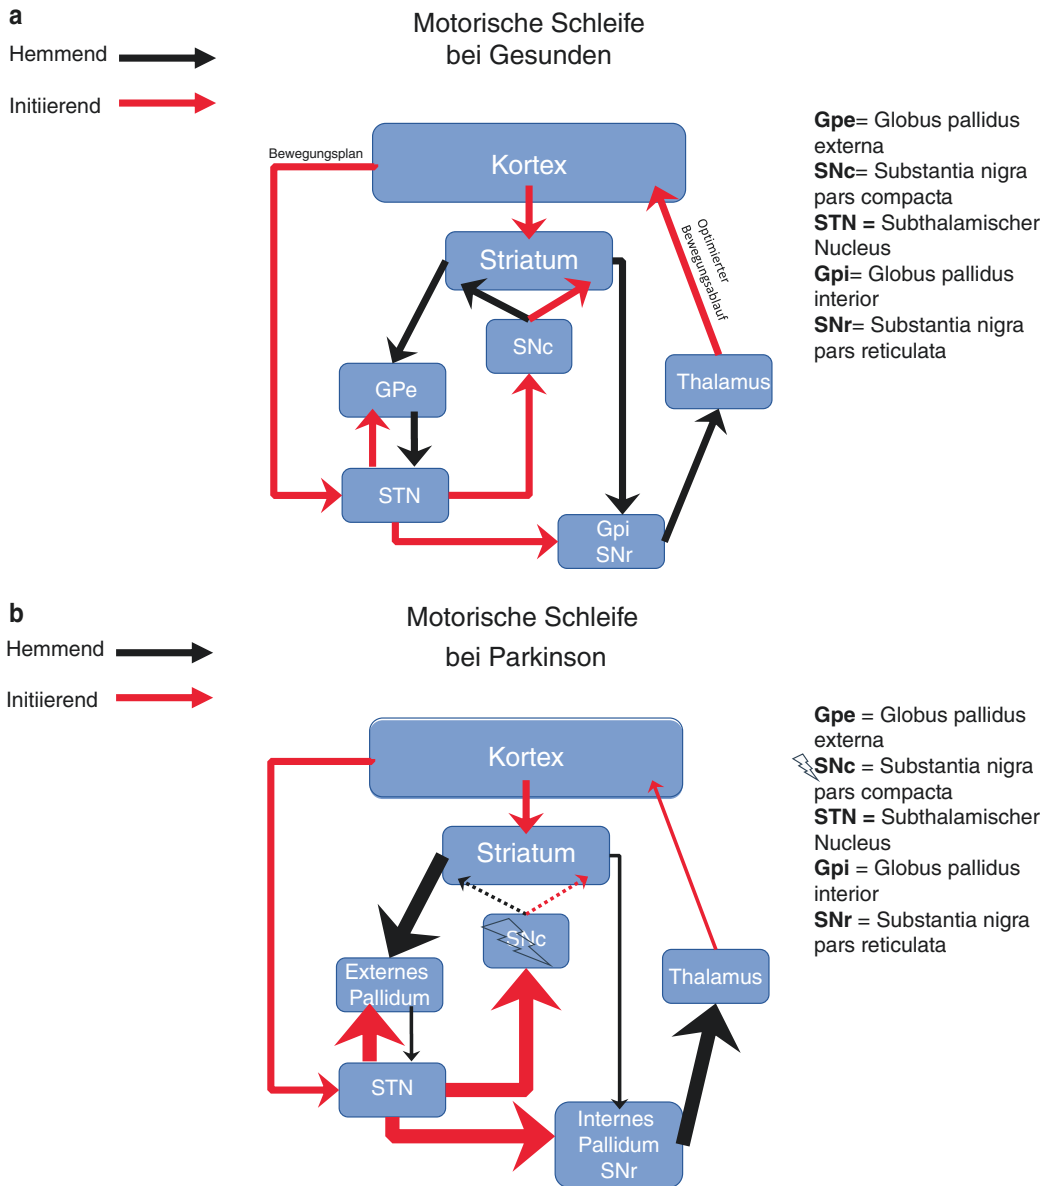 a
Motorische Schleife
bei Gesunden
Hemmend
Initiierend
Bewegungsplan
Kortex
Striatum
SNc
GPe
STN
Gpi
SNr
Thalamus
Optimierter
Bewegungsablauf
Gpe= Globus pallidus
externa
SNc= Substantia nigra
pars compacta
STN = Subthalamischer
Nucleus
Gpi= Globus pallidus
interior
SNr= Substantia nigra
pars reticulata
b
Motorische Schleife
bei Parkinson
Hemmend
Initiierend
Kortex
Striatum
SNc
Externes
Pallidum
STN
Internes
Pallidum
SNr
Thalamus
Gpe = Globus pallidus
externa
SNc = Substantia nigra
pars compacta
STN = Subthalamischer
Nucleus
Gpi = Globus pallidus
interior
SNr = Substantia nigra
pars reticulata